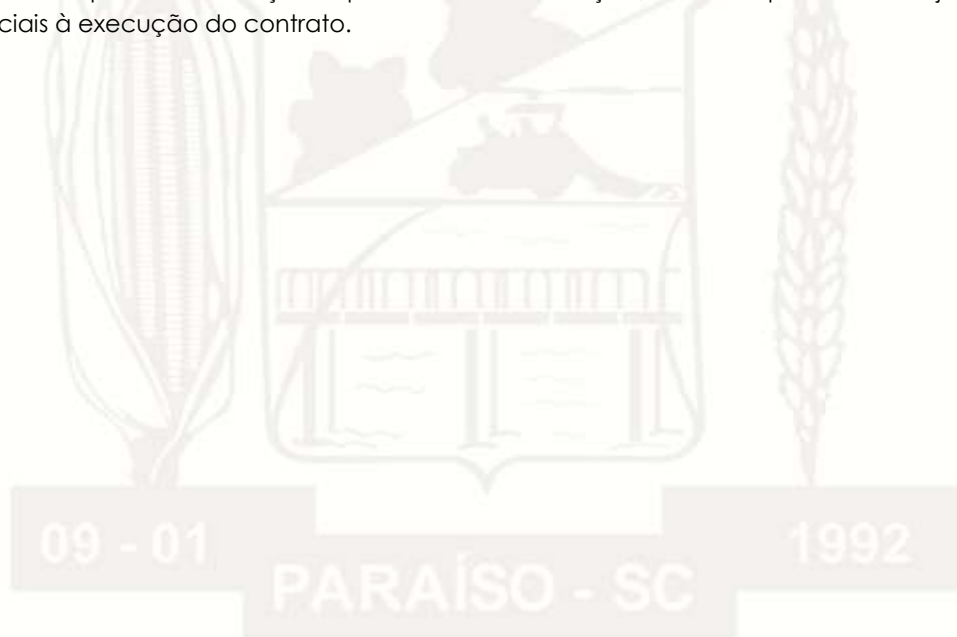 ciais à execução do contrato.
09 - 01
1992
PARAÍSO - SC